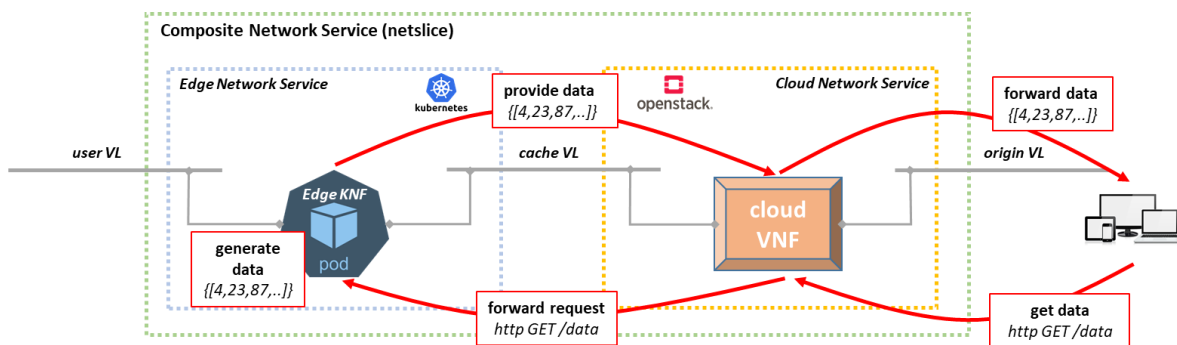 Composite Network Service (netslice)
Edge Network Service
kubernetes
provide data
{[4,23,87,..]}
openstack.
Cloud Network Service
forward data
{[4,23,87,..]}
user VL
cache VL
origin VL
Edge KNF
pod
cloud
VNF
generate
data
{[4,23,87,..]}
forward request
http GET /data
get data
http GET /data